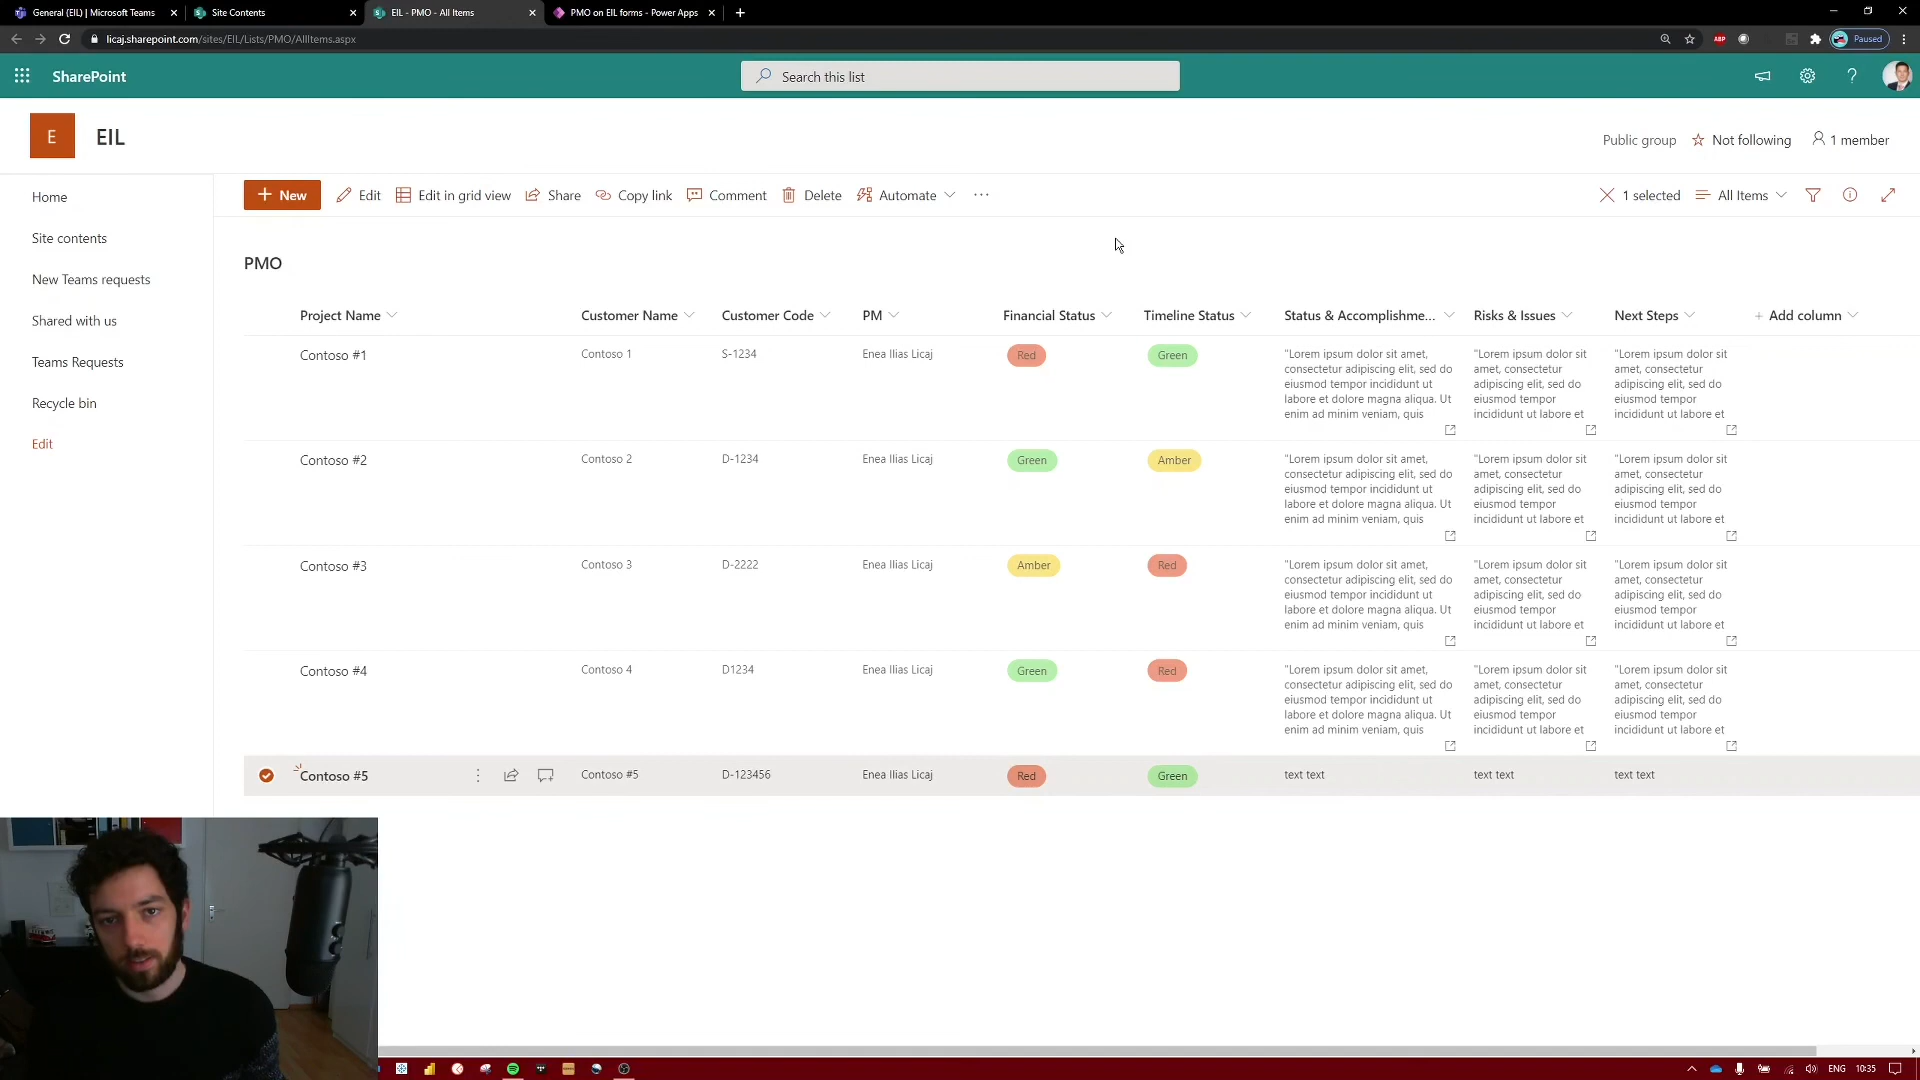 General (EIL) | Microsoft Teams
Site Contents
EIL - PMO - All Items
PMO on EIL forms - Power Apps
licaj.sharepoint.com/sites/EIL/Lists/PMO/AllItems.aspx
ABP
Paused
SharePoint
Search this list
E
EIL
Public group
Not following
1 member
Home
Site contents
New Teams requests
Shared with us
Teams Requests
Recycle bin
Edit
New
Edit
Edit in grid view
Share
Copy link
Comment
Delete
Automate
1 selected
All Items
PMO
Project Name
Customer Name
Customer Code
PM
Financial Status
Timeline Status
Status & Accomplishme...
Risks & Issues
Next Steps
Add column
Contoso #1
Contoso 1
S-1234
Enea Ilias Licaj
Red
Green
"Lorem ipsum dolor sit amet,
consectetur adipiscing elit, sed do
eiusmod tempor incididunt ut
labore et dolore magna aliqua. Ut
enim ad minim veniam, quis
"Lorem ipsum dolor sit
amet, consectetur
adipiscing elit, sed do
eiusmod tempor
incididunt ut labore et
"Lorem ipsum dolor sit
amet, consectetur
adipiscing elit, sed do
eiusmod tempor
incididunt ut labore et
Contoso #2
Contoso 2
D-1234
Enea Ilias Licaj
Green
Amber
"Lorem ipsum dolor sit amet,
consectetur adipiscing elit, sed do
eiusmod tempor incididunt ut
labore et dolore magna aliqua. Ut
enim ad minim veniam, quis
"Lorem ipsum dolor sit
amet, consectetur
adipiscing elit, sed do
eiusmod tempor
incididunt ut labore et
"Lorem ipsum dolor sit
amet, consectetur
adipiscing elit, sed do
eiusmod tempor
incididunt ut labore et
Contoso #3
Contoso 3
D-2222
Enea Ilias Licaj
Amber
Red
"Lorem ipsum dolor sit amet,
consectetur adipiscing elit, sed do
eiusmod tempor incididunt ut
labore et dolore magna aliqua. Ut
enim ad minim veniam, quis
"Lorem ipsum dolor sit
amet, consectetur
adipiscing elit, sed do
eiusmod tempor
incididunt ut labore et
"Lorem ipsum dolor sit
amet, consectetur
adipiscing elit, sed do
eiusmod tempor
incididunt ut labore et
Contoso #4
Contoso 4
D1234
Enea Ilias Licaj
Green
Red
"Lorem ipsum dolor sit amet,
consectetur adipiscing elit, sed do
eiusmod tempor incididunt ut
labore et dolore magna aliqua. Ut
enim ad minim veniam, quis
"Lorem ipsum dolor sit
amet, consectetur
adipiscing elit, sed do
eiusmod tempor
incididunt ut labore et
"Lorem ipsum dolor sit
amet, consectetur
adipiscing elit, sed do
eiusmod tempor
incididunt ut labore et
Contoso #5
Contoso #5
D-123456
Enea Ilias Licaj
Red
Green
text text
text text
text text
ENG
10:35